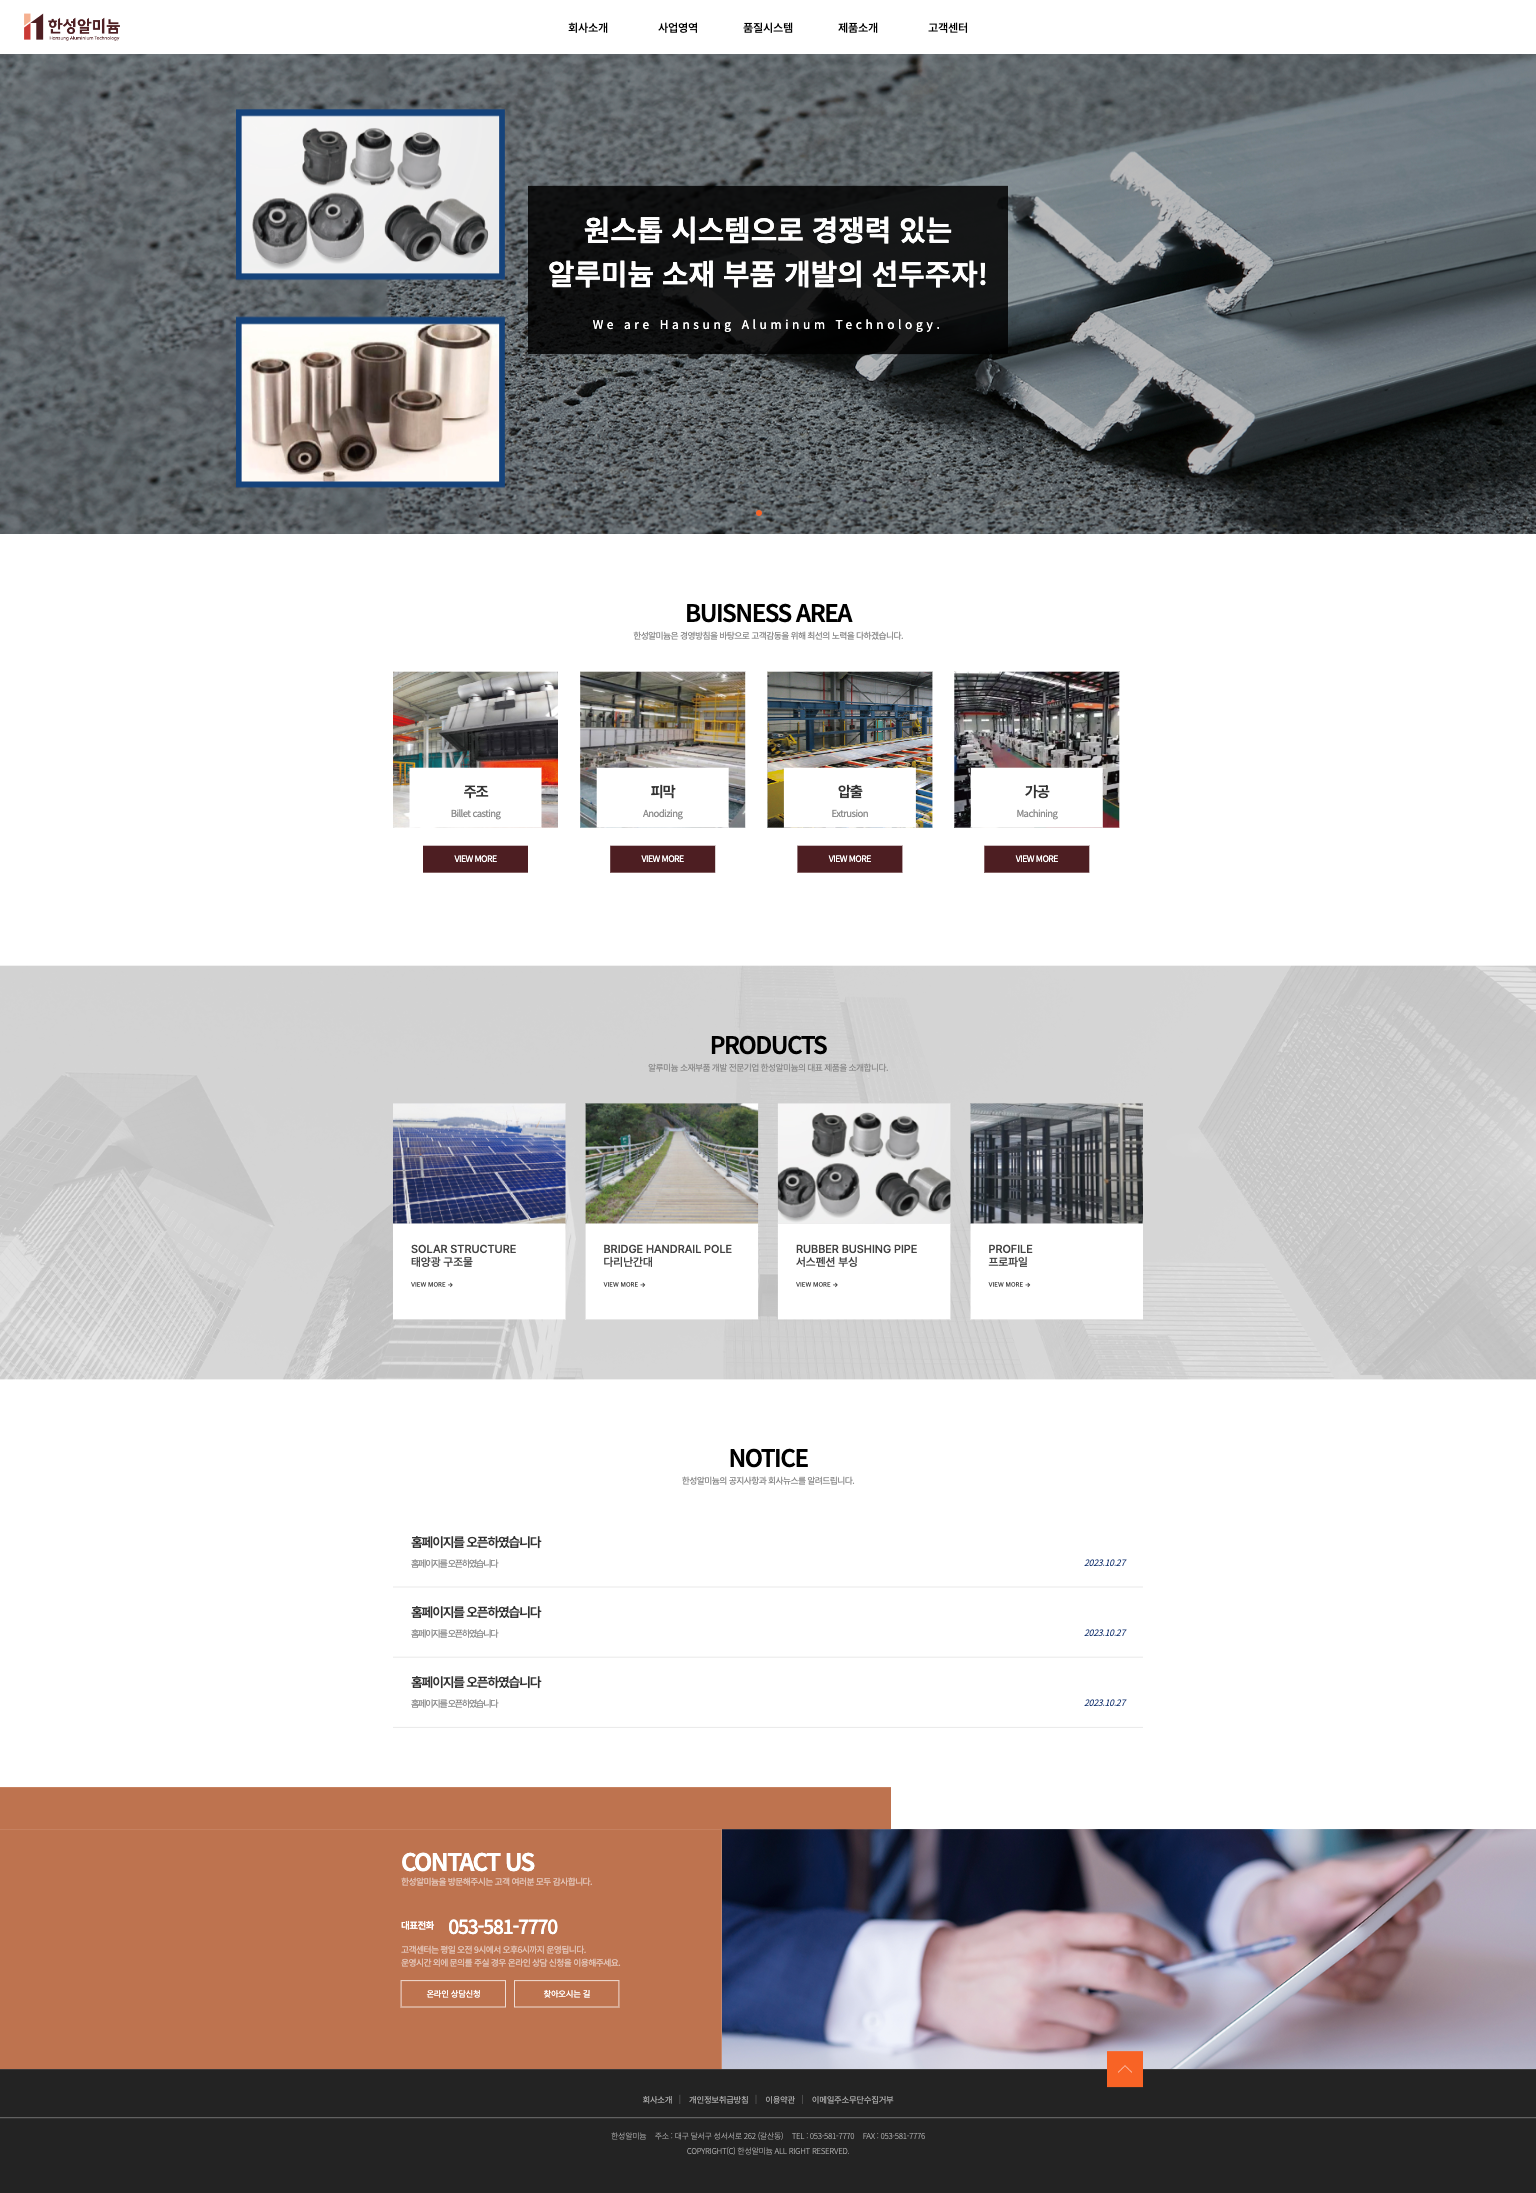 한성알미늄
Hansung Aluminium Technology
회사소개
사업영역
품질시스템
제품소개
고객센터
원스톱 시스템으로 경쟁력 있는
알루미늄 소재 부품 개발의 선두주자!
We are Hansung Aluminum Technology.
BUISNESS AREA
한성알미늄은 경영방침을 바탕으로 고객감동을 위해 최선의 노력을 다하겠습니다.
주조
Billet casting
VIEW MORE
피막
Anodizing
VIEW MORE
압출
Extrusion
VIEW MORE
가공
Machining
VIEW MORE
PRODUCTS
알루미늄 소재부품 개발 전문기업 한성알미늄의 대표 제품을 소개합니다.
SOLAR STRUCTURE
태양광 구조물
VIEW MORE →
BRIDGE HANDRAIL POLE
다리난간대
VIEW MORE →
RUBBER BUSHING PIPE
서스펜션 부싱
VIEW MORE →
PROFILE
프로파일
VIEW MORE →
NOTICE
한성알미늄의 공지사항과 회사뉴스를 알려드립니다.
홈페이지를 오픈하였습니다
홈페이지를 오픈하였습니다
2023.10.27
홈페이지를 오픈하였습니다
홈페이지를 오픈하였습니다
2023.10.27
홈페이지를 오픈하였습니다
홈페이지를 오픈하였습니다
2023.10.27
CONTACT US
한성알미늄을 방문해주시는 고객 여러분 모두 감사합니다.
대표전화 053-581-7770
고객센터는 평일 오전 9시에서 오후6시까지 운영됩니다.
운영시간 외에 문의를 주실 경우 온라인 상담 신청을 이용해주세요.
온라인 상담신청
찾아오시는 길
회사소개 | 개인정보취급방침 | 이용약관 | 이메일주소무단수집거부
한성알미늄 주소 : 대구 달서구 성서서로 262 (갈산동) TEL : 053-581-7770 FAX : 053-581-7776
COPYRIGHT(C) 한성알미늄 ALL RIGHT RESERVED.